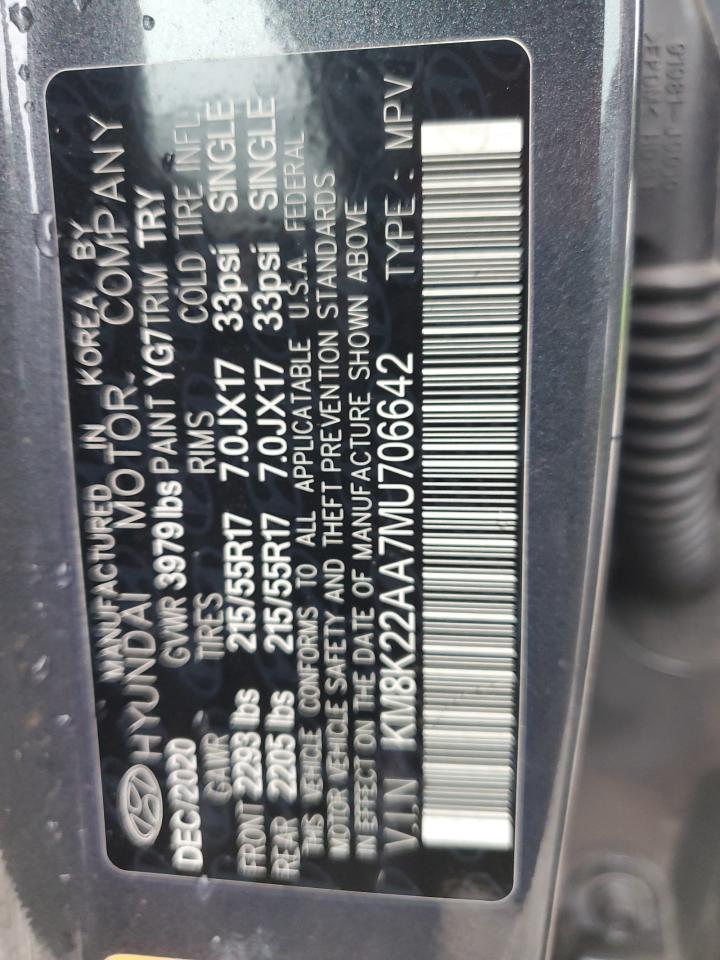 MANUFACTURED IN KOREA BY
HYUNDAI MOTOR COMPANY
DEC/2020 GVWR 3979 lbs PAINT YG7 TRIM TRY
GAWR TIRES RIMS COLD TIRE INFL.
FRONT 2293 lbs 215/55R17 7.0JX17 33psi SINGLE
REAR 2205 lbs 215/55R17 7.0JX17 33psi SINGLE
THIS VEHICLE CONFORMS TO ALL APPLICATABLE U.S.A. FEDERAL
MOTOR VEHICLE SAFETY AND THEFT PREVENTION STANDARDS
IN EFFECT ON THE DATE OF MANUFACTURE SHOWN ABOVE
V.I.N KM8K22AA7MU706642 TYPE : MPV